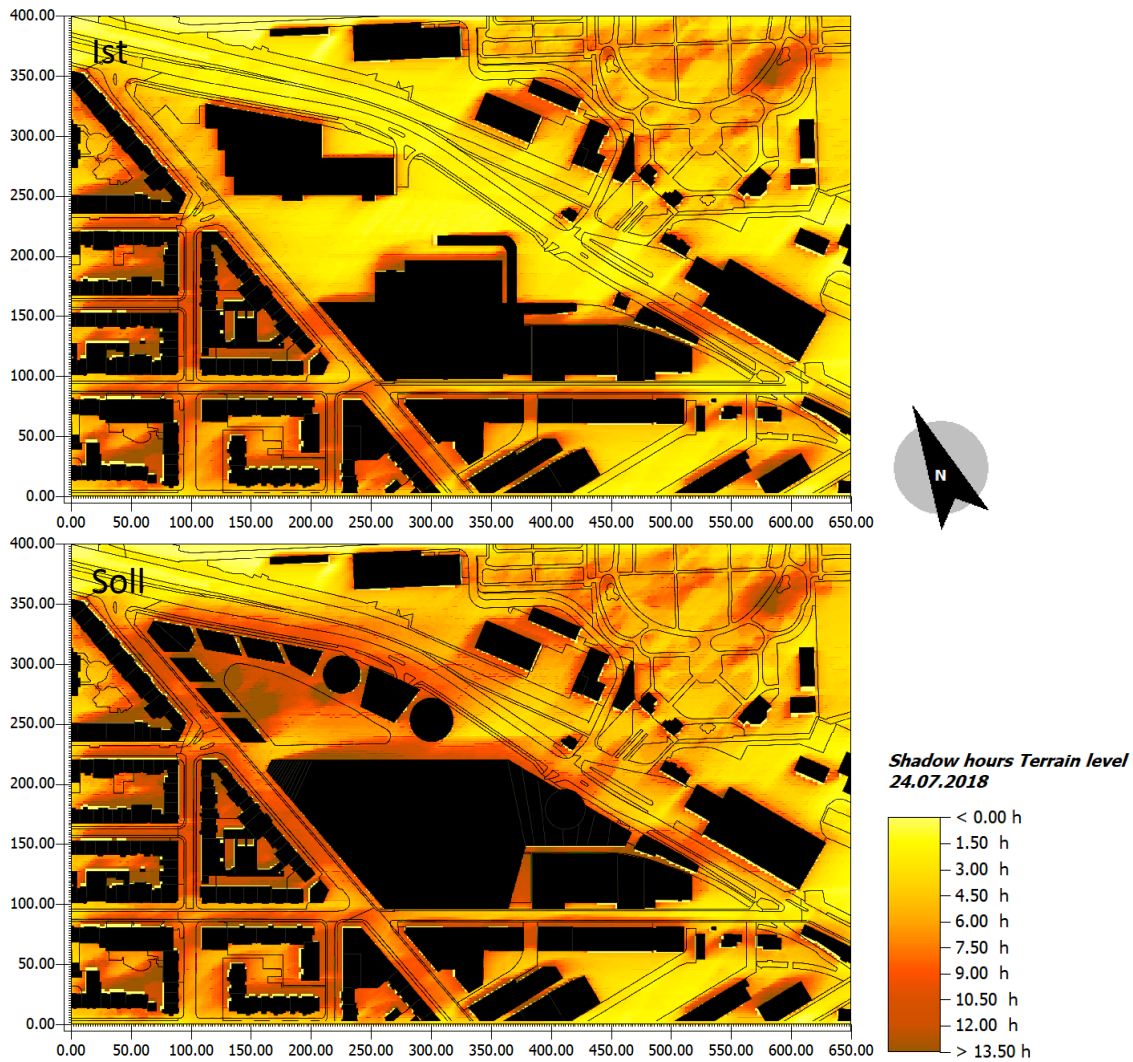 400.00
Ist
350.00
300.00
250.00
200.00
150.00
100.00
50.00
0.00
0.00 50.00 100.00 150.00 200.00 250.00 300.00 350.00 400.00 450.00 500.00 550.00 600.00 650.00
N
400.00
Soll
350.00
300.00
250.00
200.00
150.00
100.00
50.00
0.00
0.00 50.00 100.00 150.00 200.00 250.00 300.00 350.00 400.00 450.00 500.00 550.00 600.00 650.00
Shadow hours Terrain level
24.07.2018
< 0.00 h
1.50 h
3.00 h
4.50 h
6.00 h
7.50 h
9.00 h
10.50 h
12.00 h
> 13.50 h